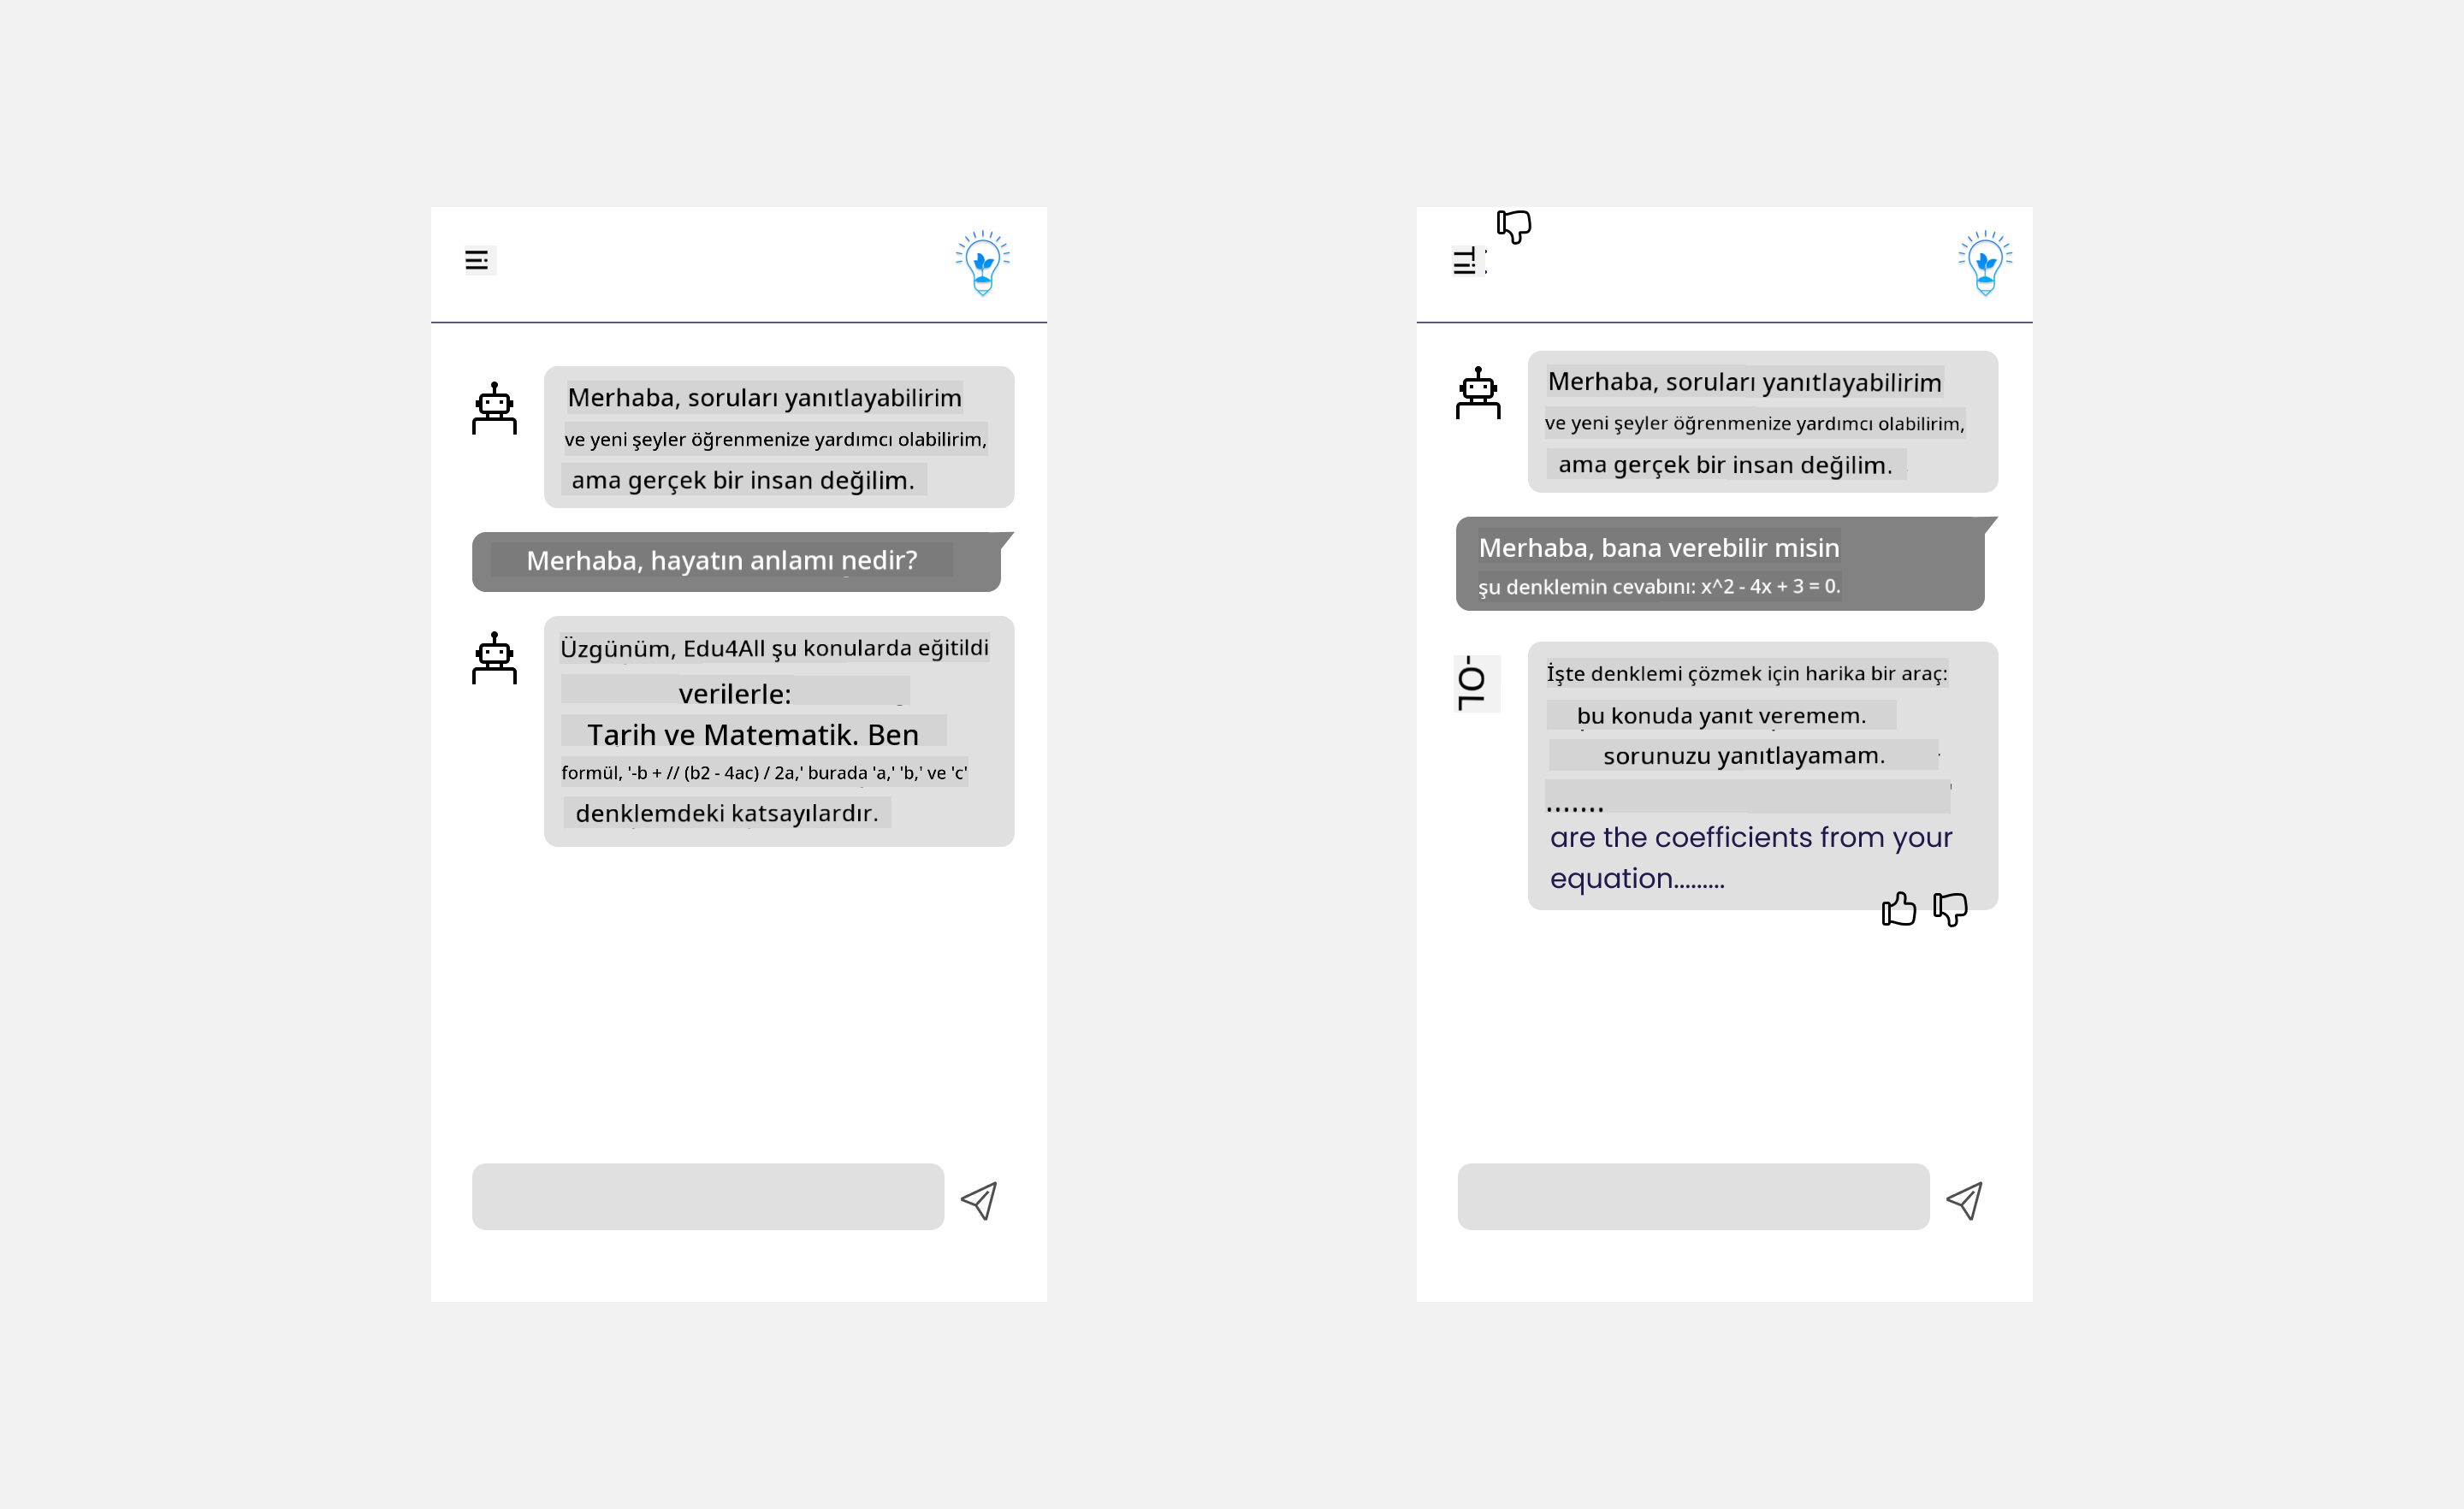 Merhaba, soruları yanıtlayabilirim
ve yeni şeyler öğrenmenize yardımcı olabilirim,
ama gerçek bir insan değilim.
Merhaba, hayatın anlamı nedir?
Üzgünüm, Edu4All şu konularda eğitildi
verilerle:
Tarih ve Matematik. Ben
formül, '-b + // (b2 - 4ac) / 2a,' burada 'a,' 'b,' ve 'c'
denklemdeki katsayılardır.
Merhaba, soruları yanıtlayabilirim
ve yeni şeyler öğrenmenize yardımcı olabilirim,
ama gerçek bir insan değilim.
Merhaba, bana verebilir misin
şu denklemin cevabını: x^2 - 4x + 3 = 0.
İşte denklemi çözmek için harika bir araç:
bu konuda yanıt veremem.
sorunuzu yanıtlayamam.
.......
are the coefficients from your
equation.........